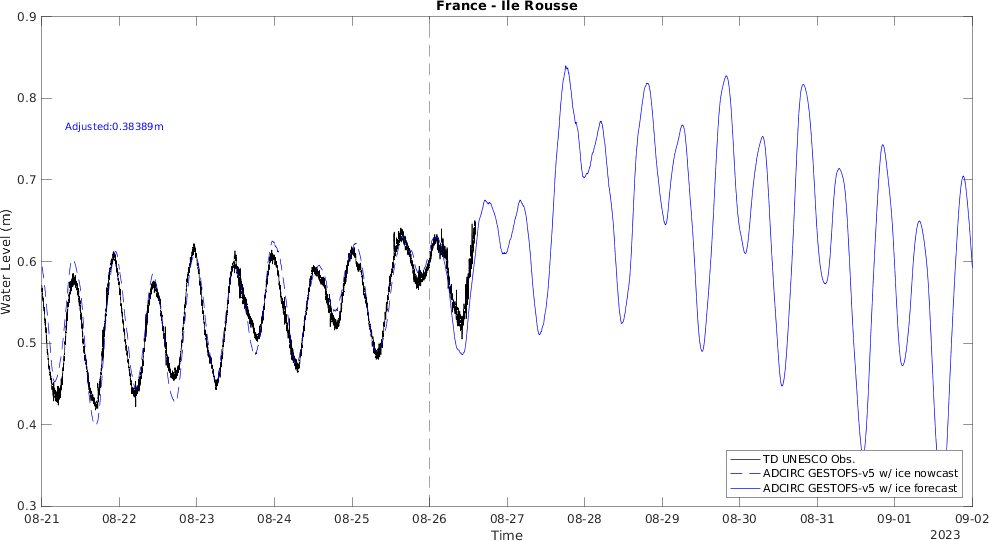 France - Ile Rousse
0.9
0.8
0.7
0.6
0.5
0.4
0.3
Water Level (m)
Adjusted:0.38389m
TD UNESCO Obs.
ADCIRC GESTOFS-v5 w/ ice nowcast
ADCIRC GESTOFS-v5 w/ ice forecast
08-21 08-22 08-23 08-24 08-25 08-26 08-27 08-28 08-29 08-30 08-31 09-01 09-02
Time
2023